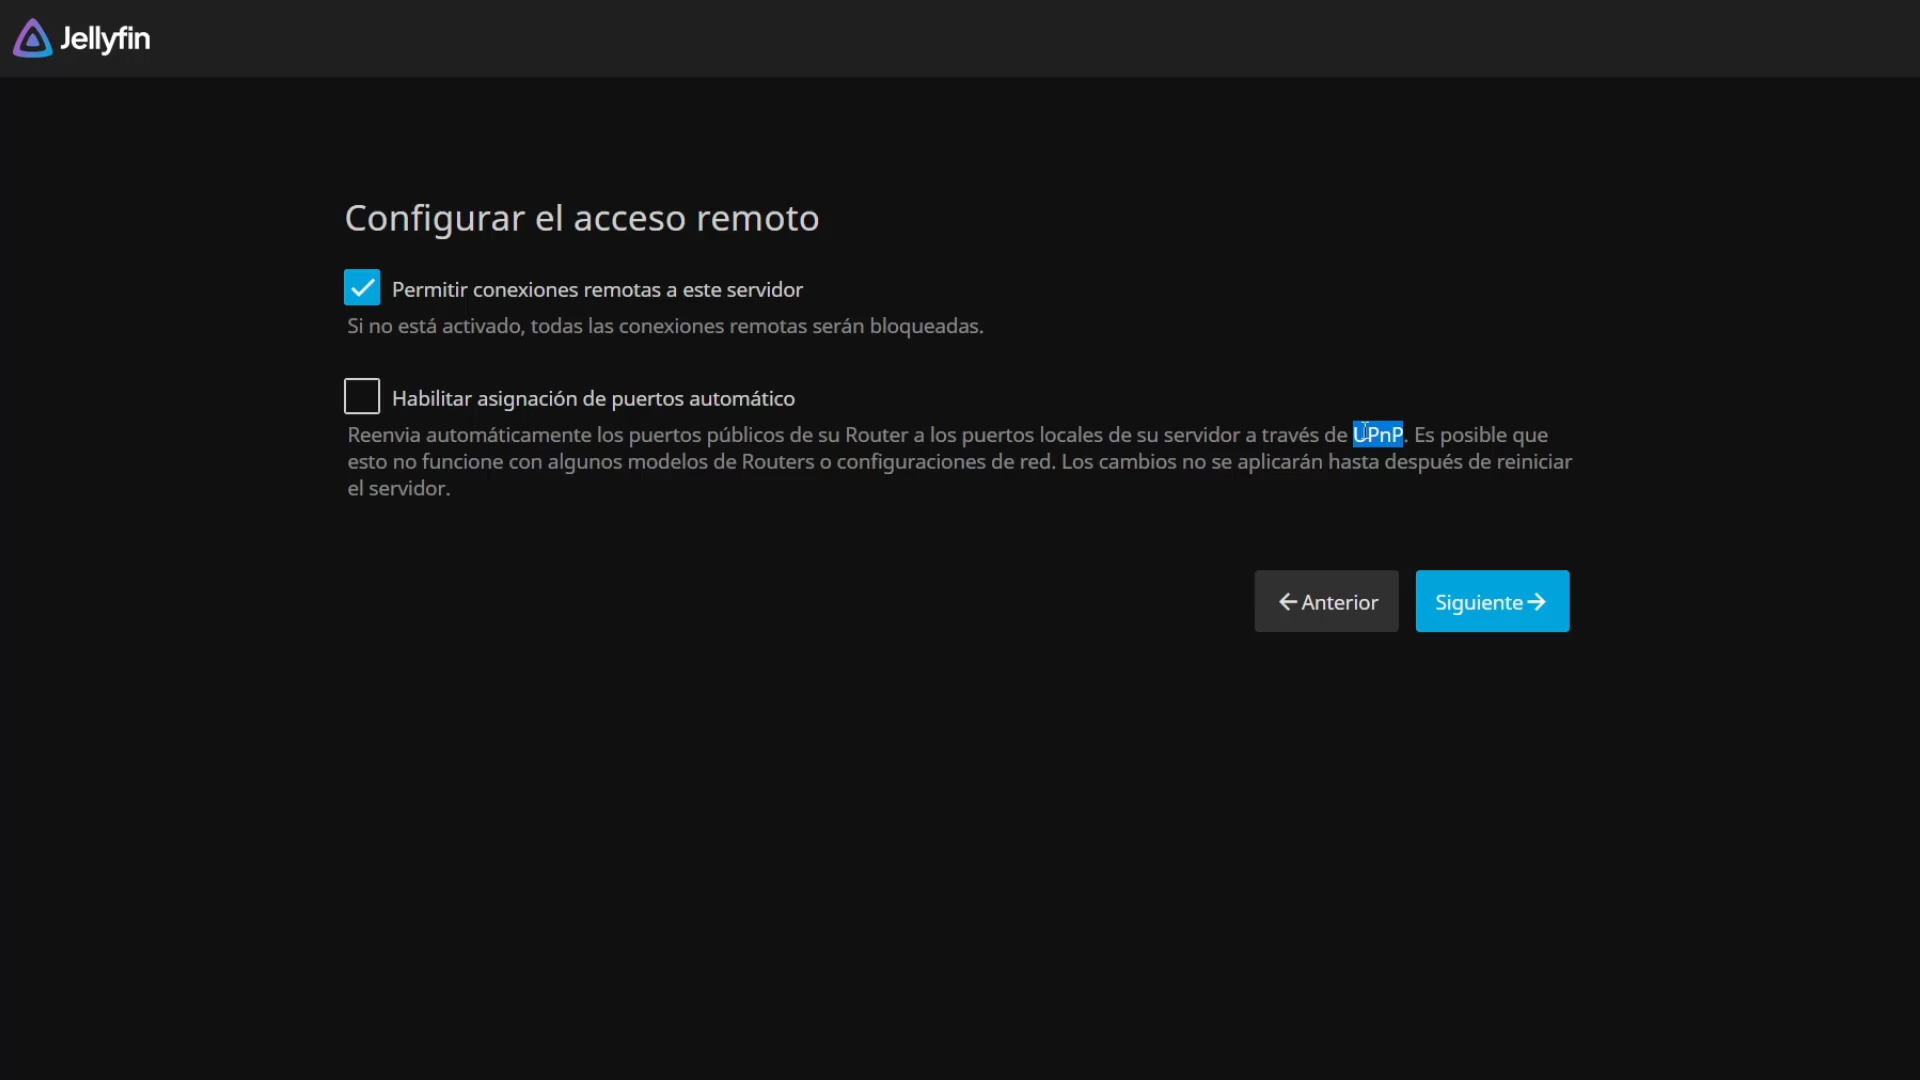 Jellyfin
Configurar el acceso remoto
Permitir conexiones remotas a este servidor
Si no está activado, todas las conexiones remotas serán bloqueadas.
Habilitar asignación de puertos automático
Reenvia automáticamente los puertos públicos de su Router a los puertos locales de su servidor a través de UPnP. Es posible que
esto no funcione con algunos modelos de Routers o configuraciones de red. Los cambios no se aplicarán hasta después de reiniciar
el servidor.
Anterior
Siguiente